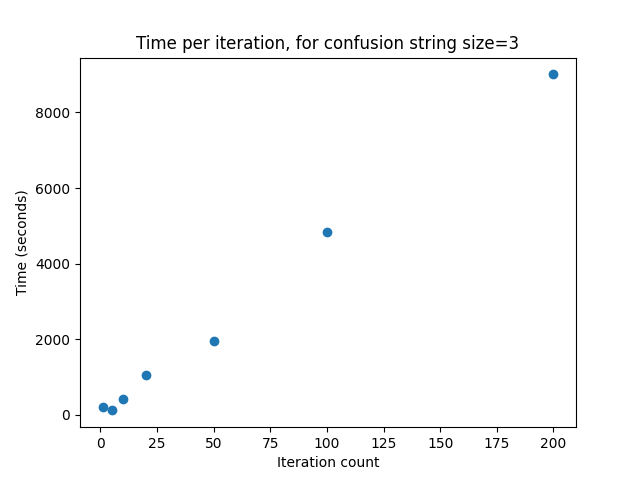 Time per iteration, for confusion string size=3
Time (seconds)
8000
6000
4000
2000
0
0 25 50 75 100 125 150 175 200
Iteration count